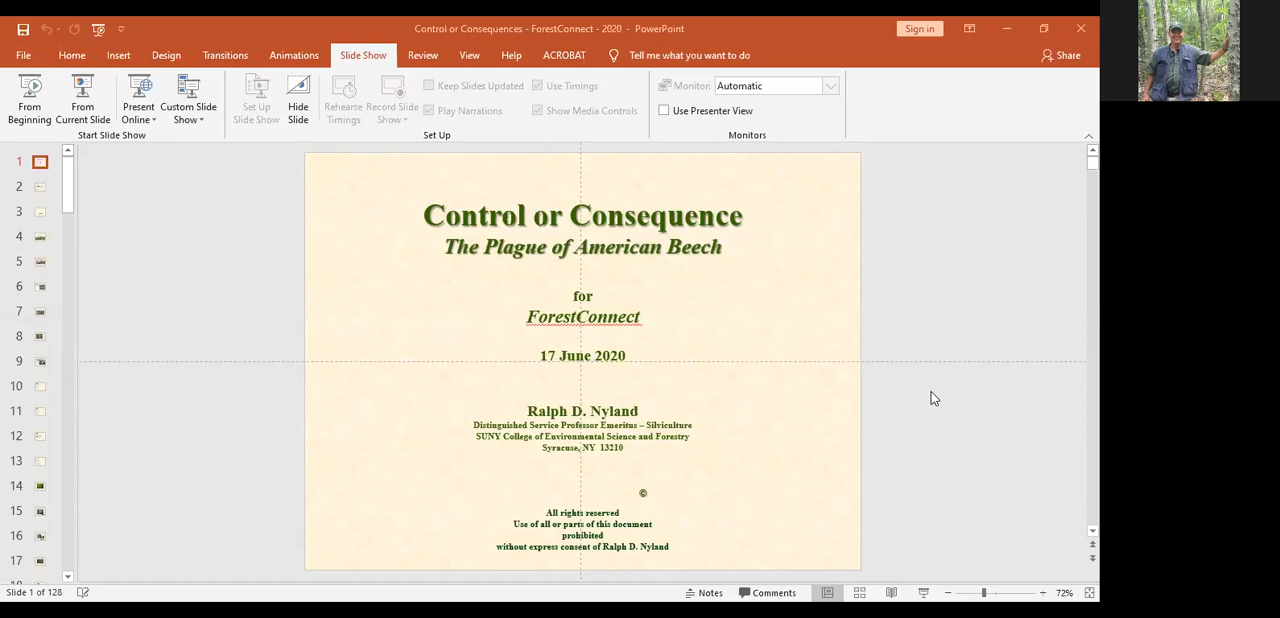 Control or Consequences - ForestConnect - 2020 - PowerPoint
Sign in
File Home Insert Design Transitions Animations Slide Show Review View Help ACROBAT Tell me what you want to do Share
From Beginning
From Current Slide
Present Online
Custom Slide Show
Start Slide Show
Set Up Slide Show
Hide Slide
Rehearse Timings
Record Slide Show
Keep Slides Updated
Play Narrations
Use Timings
Show Media Controls
Set Up
Monitor: Automatic
Use Presenter View
Monitors
1
2
3
4
5
6
7
8
9
10
11
12
13
14
15
16
17
Control or Consequence
The Plague of American Beech
for
ForestConnect
17 June 2020
Ralph D. Nyland
Distinguished Service Professor Emeritus – Silviculture
SUNY College of Environmental Science and Forestry
Syracuse, NY 13210
©
All rights reserved
Use of all or parts of this document
prohibited
without express consent of Ralph D. Nyland
Slide 1 of 128
Notes Comments 72%